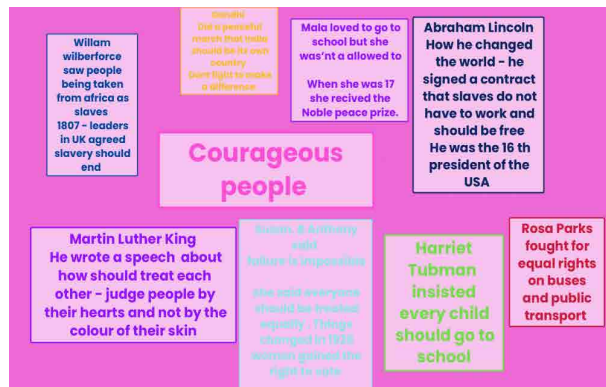 Gandhi
Did a peaceful
march that india
should be its own
country
Dont fight to make
a difference
Mala loved to go to
school but she
was'nt a allowed to
When she was 17
she recived the
Noble peace prize.
Abraham Lincoln
How he changed
the world - he
signed a contract
that slaves do not
have to work and
should be free
He was the 16 th
president of the
USA
Willam
wilberforce
saw people
being taken
from africa as
slaves
1807 - leaders
in UK agreed
slavery should
end
Courageous
people
Martin Luther King
He wrote a speech about
how should treat each
other - judge people by
their hearts and not by the
colour of their skin
Susan. B Anthony
said
failure is impossible
She said everyone
should be treated
equally . Things
changed in 1920
women gained the
right to vote
Harriet
Tubman
insisted
every child
should go to
school
Rosa Parks
fought for
equal rights
on buses
and public
transport